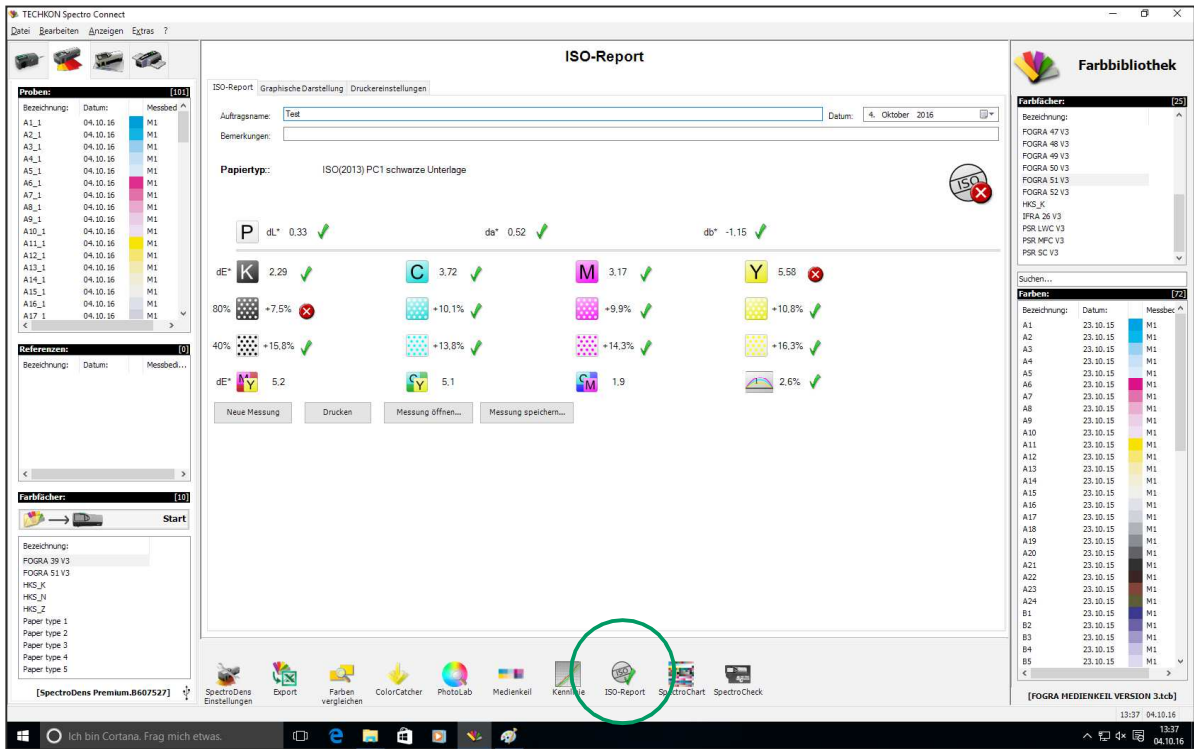 TECHKON Spectro Connect
Datei Bearbeiten Anzeigen Extras ?
Proben: [101]
Bezeichnung: Datum: Messbed
A1_1 04.10.16 M1
A2_1 04.10.16 M1
A3_1 04.10.16 M1
A4_1 04.10.16 M1
A5_1 04.10.16 M1
A6_1 04.10.16 M1
A7_1 04.10.16 M1
A8_1 04.10.16 M1
A9_1 04.10.16 M1
A10_1 04.10.16 M1
A11_1 04.10.16 M1
A12_1 04.10.16 M1
A13_1 04.10.16 M1
A14_1 04.10.16 M1
A15_1 04.10.16 M1
A16_1 04.10.16 M1
A17_1 04.10.16 M1
Referenzen: [0]
Bezeichnung: Datum: Messbedi...
Farbfächer: [10]
Start
Bezeichnung:
FOGRA 39 V3
FOGRA 51 V3
HKS_K
HKS_N
HKS_Z
Paper type 1
Paper type 2
Paper type 3
Paper type 4
Paper type 5
[SpectroDens Premium.B607527]
ISO-Report
ISO-Report Graphische Darstellung Druckereinstellungen
Auftragsname: Test Datum: 4. Oktober 2016
Bemerkungen:
Papiertyp:: ISO(2013) PC1 schwarze Unterlage
ISO
P dL* 0,33 da* 0,52 db* -1,15
dE* K 2,29 C 3,72 M 3,17 Y 5,58
80% +7,5% +10,1% +9,9% +10,8%
40% +15,8% +13,8% +14,3% +16,3%
dE* M Y 5,2 C Y 5,1 C M 1,9 2,6%
Neue Messung Drucken Messung öffnen... Messung speichern...
SpectroDens Einstellungen
Export
Farben vergleichen
ColorCatcher
PhotoLab
Medienkeil
Kennlinie
ISO-Report
SpectroChart
SpectroCheck
Farbbibliothek
Farbfächer: [25]
Bezeichnung:
FOGRA 47 V3
FOGRA 48 V3
FOGRA 49 V3
FOGRA 50 V3
FOGRA 51 V3
FOGRA 52 V3
HKS_K
IFRA 26 V3
PSR LWC V3
PSR MFC V3
PSR SC V3
Suchen...
Farben: [72]
Bezeichnung: Datum: Messbec
A1 23.10.15 M1
A2 23.10.15 M1
A3 23.10.15 M1
A4 23.10.15 M1
A5 23.10.15 M1
A6 23.10.15 M1
A7 23.10.15 M1
A8 23.10.15 M1
A9 23.10.15 M1
A10 23.10.15 M1
A11 23.10.15 M1
A12 23.10.15 M1
A13 23.10.15 M1
A14 23.10.15 M1
A15 23.10.15 M1
A16 23.10.15 M1
A17 23.10.15 M1
A18 23.10.15 M1
A19 23.10.15 M1
A20 23.10.15 M1
A21 23.10.15 M1
A22 23.10.15 M1
A23 23.10.15 M1
A24 23.10.15 M1
B1 23.10.15 M1
B2 23.10.15 M1
B3 23.10.15 M1
B4 23.10.15 M1
B5 23.10.15 M1
[FOGRA MEDIENKEIL VERSION 3.tcb]
13:37 04.10.16
Ich bin Cortana. Frag mich etwas.
13:37
04.10.16